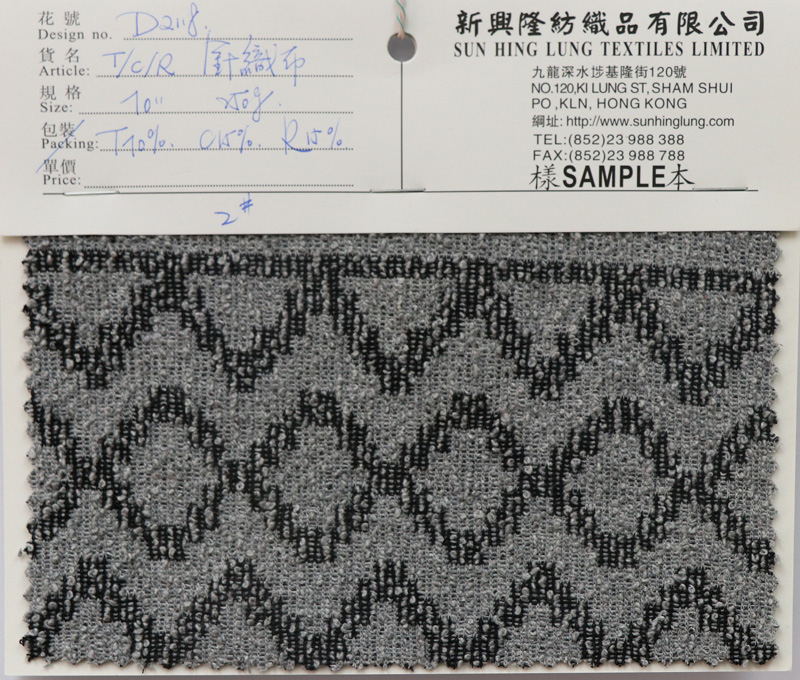 花號 Design no. D2118.
貨名 Article: T/C/R 針織布
規格 Size: 70" 250g.
包裝 Packing: T70%. C15%. R15%
單價 Price:
2#
新興隆紡織品有限公司
SUN HING LUNG TEXTILES LIMITED
九龍深水埗基隆街120號
NO.120,KI LUNG ST, SHAM SHUI
PO ,KLN, HONG KONG
網址: http://www.sunhinglung.com
TEL:(852)23 988 388
FAX:(852)23 988 788
樣SAMPLE本